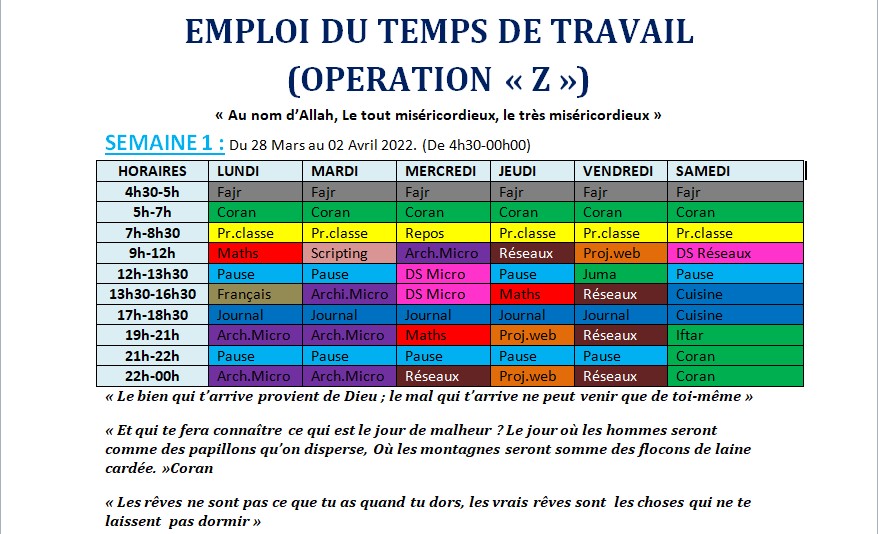 EMPLOI DU TEMPS DE TRAVAIL
(OPERATION « Z »)
« Au nom d’Allah, Le tout miséricordieux, le très miséricordieux »
SEMAINE 1 : Du 28 Mars au 02 Avril 2022. (De 4h30-00h00)
HORAIRES LUNDI MARDI MERCREDI JEUDI VENDREDI SAMEDI
4h30-5h Fajr Fajr Fajr Fajr Fajr Fajr
5h-7h Coran Coran Coran Coran Coran Coran
7h-8h30 Pr.classe Pr.classe Repos Pr.classe Pr.classe Pr.classe
9h-12h Maths Scripting Arch.Micro Réseaux Proj.web DS Réseaux
12h-13h30 Pause Pause DS Micro Pause Juma Pause
13h30-16h30 Français Archi.Micro DS Micro Maths Réseaux Cuisine
17h-18h30 Journal Journal Journal Journal Journal Cuisine
19h-21h Arch.Micro Arch.Micro Maths Proj.web Réseaux Iftar
21h-22h Pause Pause Pause Pause Pause Coran
22h-00h Arch.Micro Arch.Micro Réseaux Proj.web Réseaux Coran
« Le bien qui t’arrive provient de Dieu ; le mal qui t’arrive ne peut venir que de toi-même »
« Et qui te fera connaître ce qui est le jour de malheur ? Le jour où les hommes seront
comme des papillons qu’on disperse, Où les montagnes seront somme des flocons de laine
cardée. »Coran
« Les rêves ne sont pas ce que tu as quand tu dors, les vrais rêves sont les choses qui ne te
laissent pas dormir »